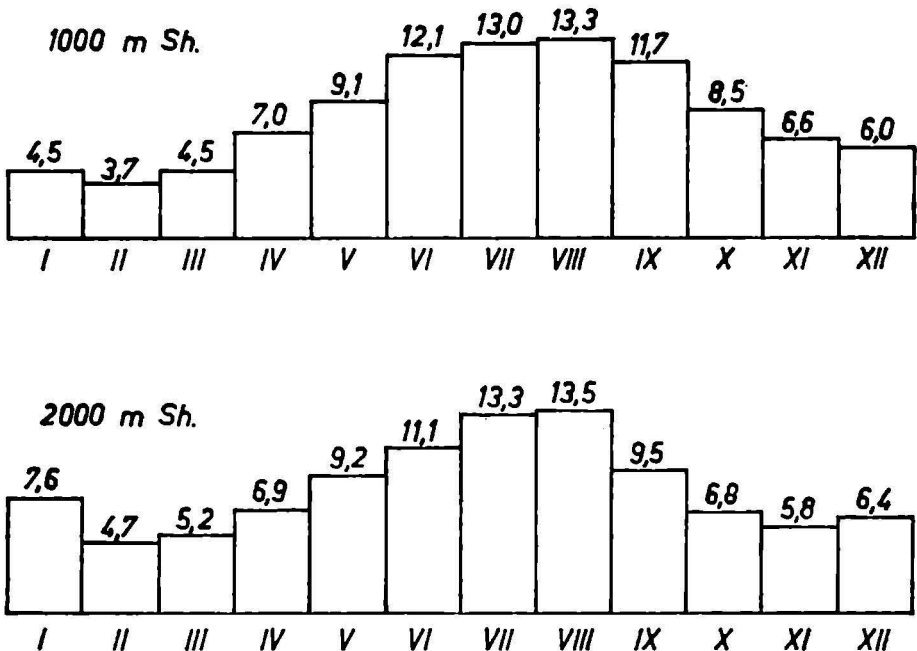 1000 m Sh.
4,5 3,7 4,5 7,0 9,1 12,1 13,0 13,3 11,7 8,5 6,6 6,0
I II III IV V VI VII VIII IX X XI XII
2000 m Sh.
7,6 4,7 5,2 6,9 9,2 11,1 13,3 13,5 9,5 6,8 5,8 6,4
I II III IV V VI VII VIII IX X XI XII